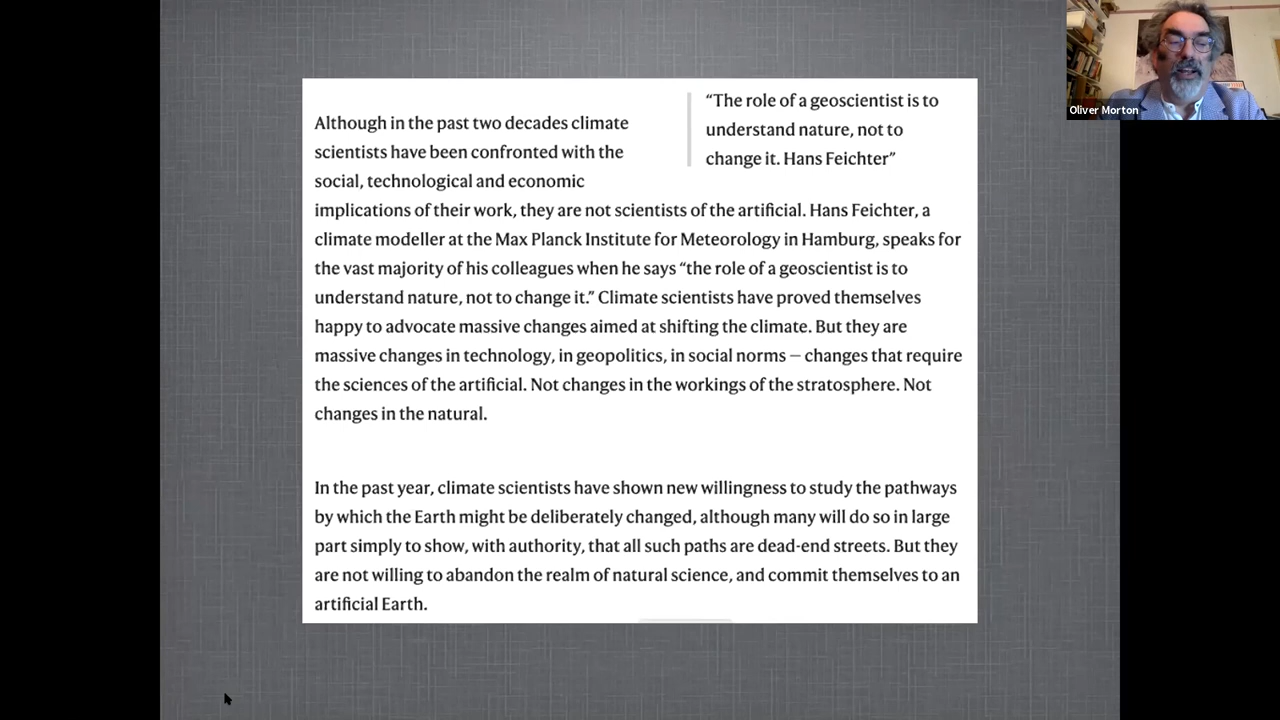 Although in the past two decades climate
scientists have been confronted with the
social, technological and economic
“The role of a geoscientist is to
understand nature, not to
change it. Hans Feichter”
implications of their work, they are not scientists of the artificial. Hans Feichter, a
climate modeller at the Max Planck Institute for Meteorology in Hamburg, speaks for
the vast majority of his colleagues when he says “the role of a geoscientist is to
understand nature, not to change it.” Climate scientists have proved themselves
happy to advocate massive changes aimed at shifting the climate. But they are
massive changes in technology, in geopolitics, in social norms — changes that require
the sciences of the artificial. Not changes in the workings of the stratosphere. Not
changes in the natural.
In the past year, climate scientists have shown new willingness to study the pathways
by which the Earth might be deliberately changed, although many will do so in large
part simply to show, with authority, that all such paths are dead-end streets. But they
are not willing to abandon the realm of natural science, and commit themselves to an
artificial Earth.
Oliver Morton